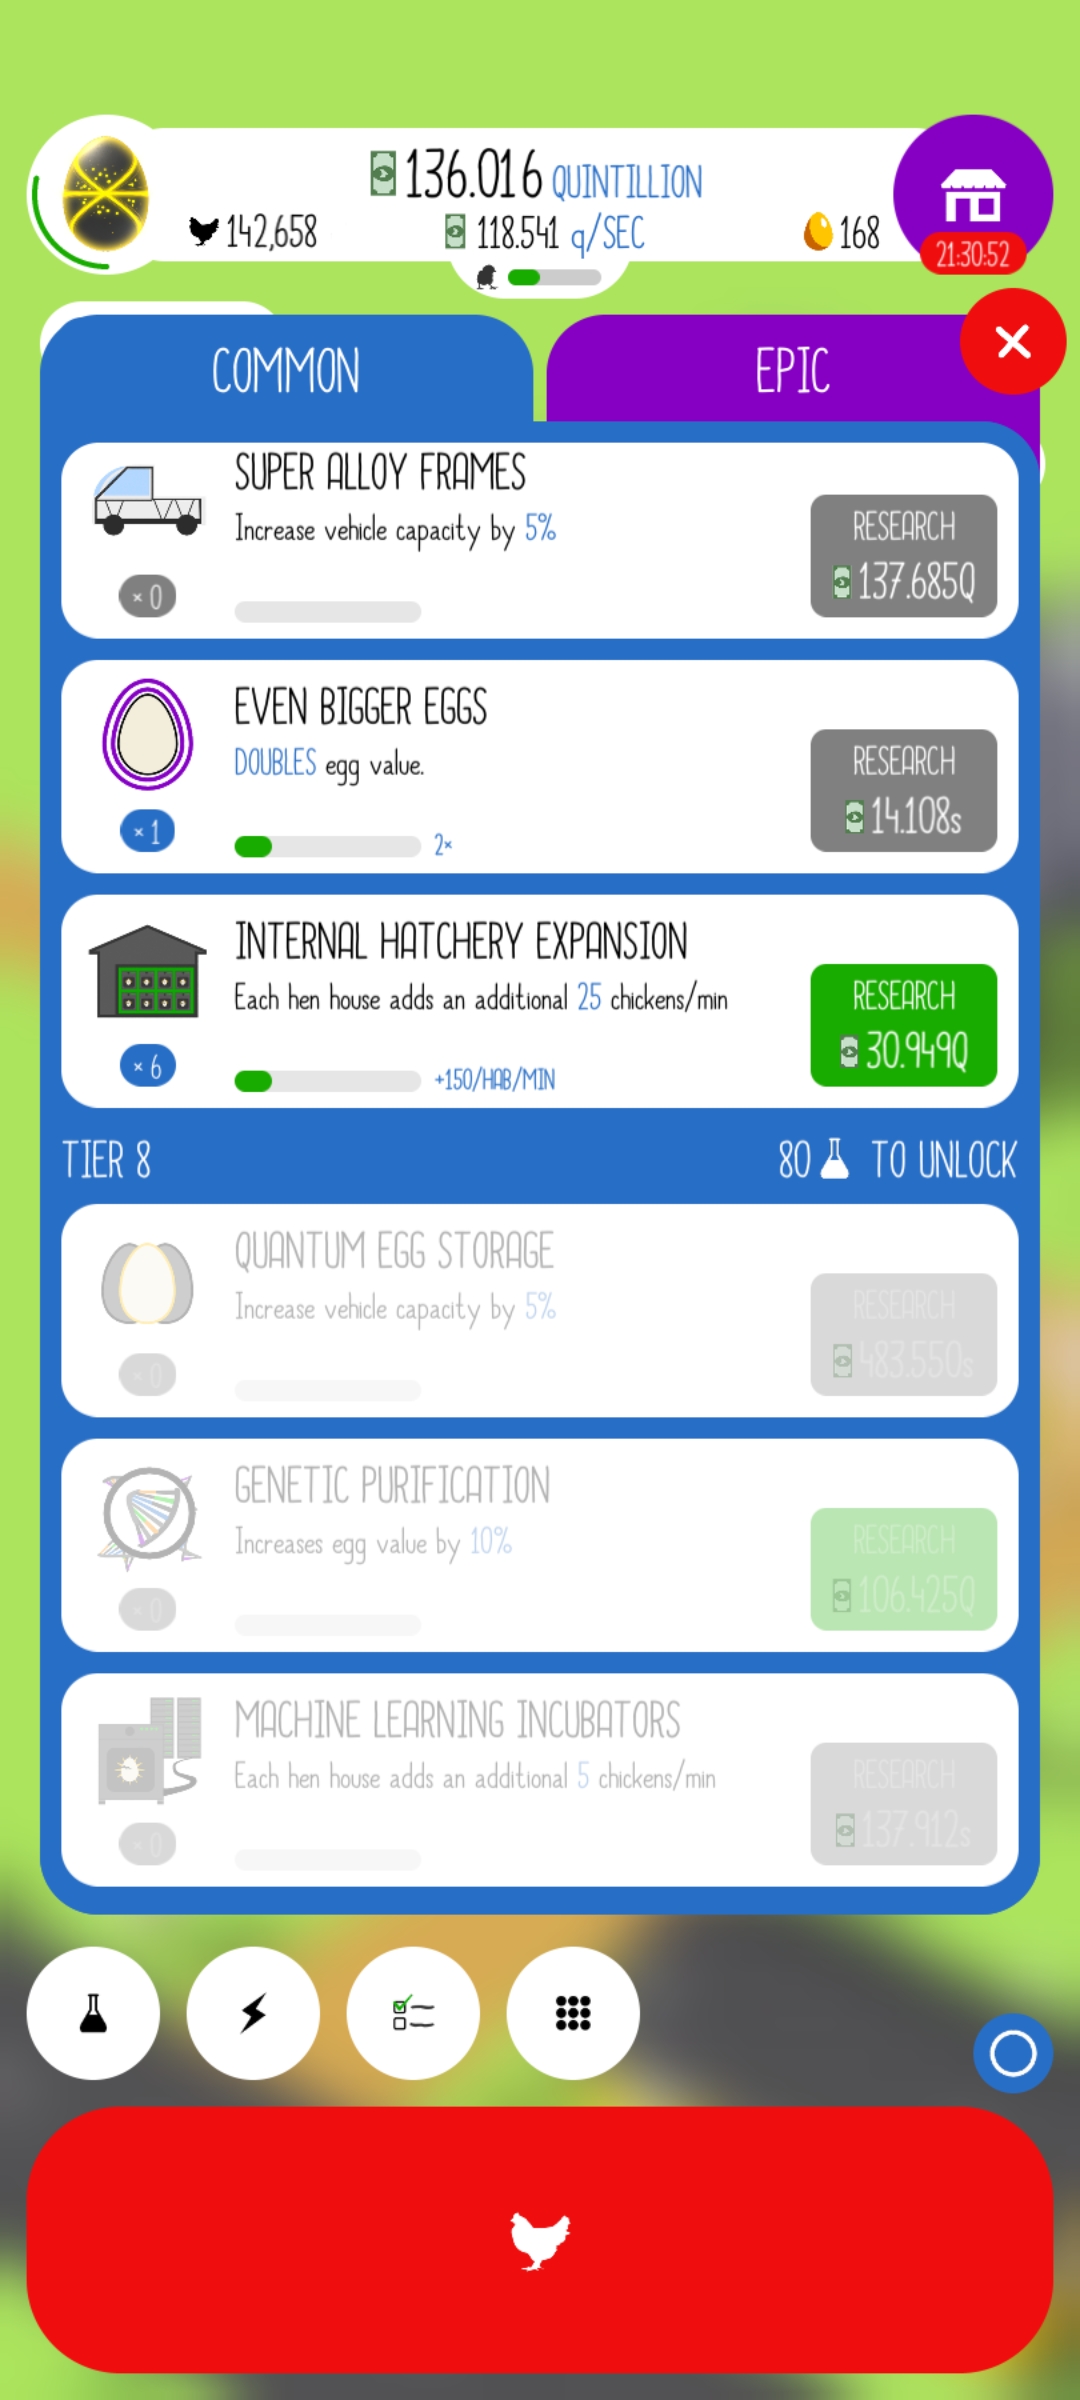 136.016 QUINTILLION
142,658
118.541 q/SEC
168
21:30:52
COMMON
EPIC
SUPER ALLOY FRAMES
Increase vehicle capacity by 5%
RESEARCH
137.685Q
× 0
EVEN BIGGER EGGS
DOUBLES egg value.
RESEARCH
14.108s
× 1
2×
INTERNAL HATCHERY EXPANSION
Each hen house adds an additional 25 chickens/min
RESEARCH
30.949Q
× 6
+150/HAB/MIN
TIER 8
80 TO UNLOCK
QUANTUM EGG STORAGE
Increase vehicle capacity by 5%
RESEARCH
483.550s
× 0
GENETIC PURIFICATION
Increases egg value by 10%
RESEARCH
106.425Q
× 0
MACHINE LEARNING INCUBATORS
Each hen house adds an additional 5 chickens/min
RESEARCH
137.912s
× 0